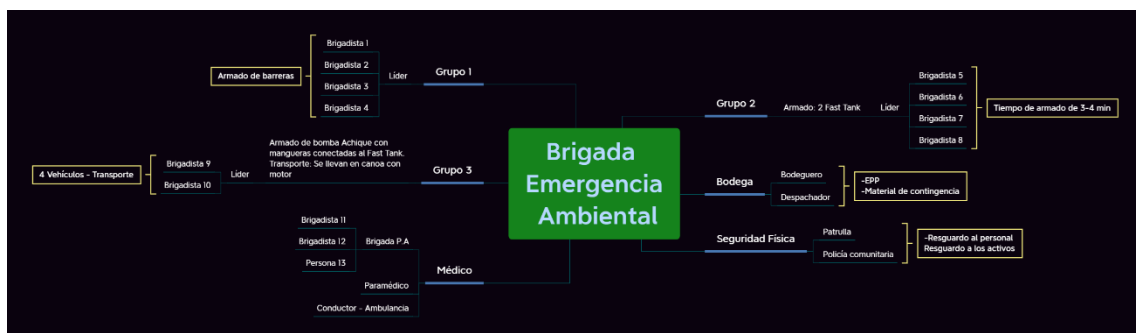 Brigada
Emergencia
Ambiental
Grupo 1
Líder
Brigadista 1
Brigadista 2
Brigadista 3
Brigadista 4
Armado de barreras
Grupo 3
Armado de bomba Achique con
mangueras conectadas al Fast Tank.
Transporte: Se llevan en canoa con
motor
Líder
Brigadista 9
Brigadista 10
4 Vehículos - Transporte
Médico
Brigada P.A
Brigadista 11
Brigadista 12
Persona 13
Paramédico
Conductor - Ambulancia
Grupo 2
Armado: 2 Fast Tank
Líder
Brigadista 5
Brigadista 6
Brigadista 7
Brigadista 8
Tiempo de armado de 3-4 min
Bodega
Bodeguero
Despachador
-EPP
-Material de contingencia
Seguridad Física
Patrulla
Policía comunitaria
-Resguardo al personal
Resguardo a los activos